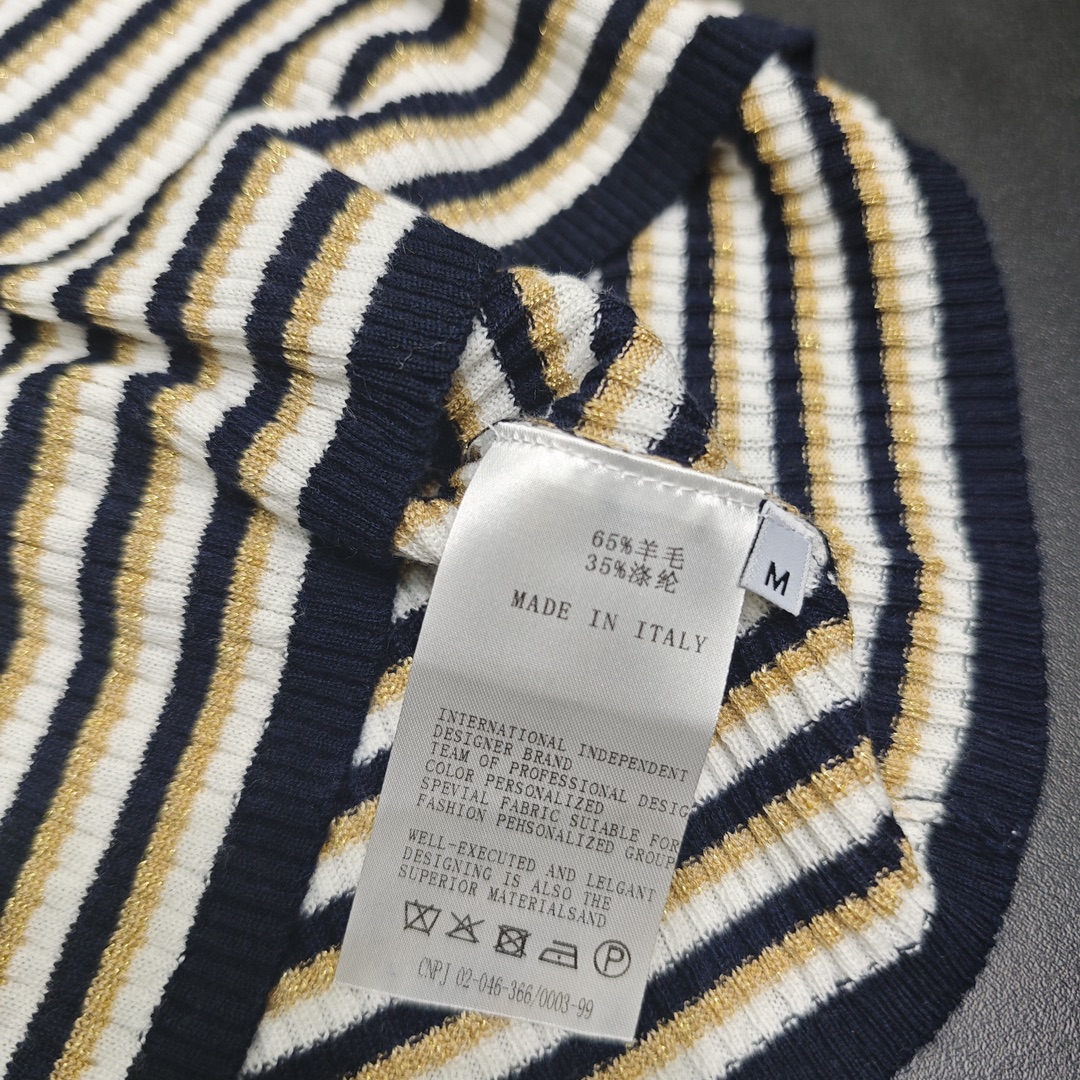 65%羊毛
35%涤纶
M
MADE IN ITALY
INTERNATIONAL INDEPENDENT
DESIGNER BRAND
TEAM OF PROFESSIONAL DESIG
COLOR PERSONALIZED
SPEVIAL FABRIC SUIABLE FOR
FASHION PEHSONALIZED GROUP
WELL-EXECUTED AND LELGANT
DESIGNING IS ALSO THE
SUPERIOR MATERIALSAND
P
CNPJ 02-046-366/0003-99